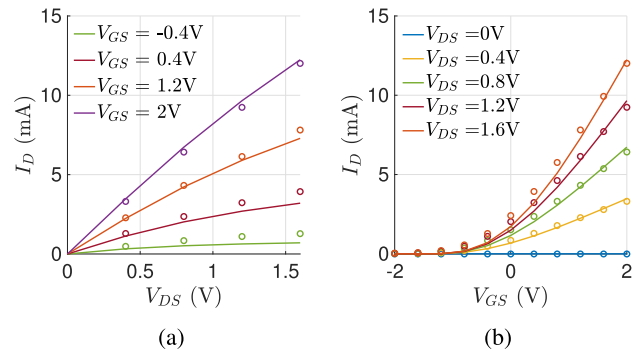 I_D (mA)
15
10
5
0
V_GS = -0.4V
V_GS = 0.4V
V_GS = 1.2V
V_GS = 2V
0
0.5
1
1.5
V_DS (V)
(a)
I_D (mA)
15
10
5
0
V_DS =0V
V_DS =0.4V
V_DS =0.8V
V_DS =1.2V
V_DS =1.6V
-2
-1
0
1
2
V_GS (V)
(b)